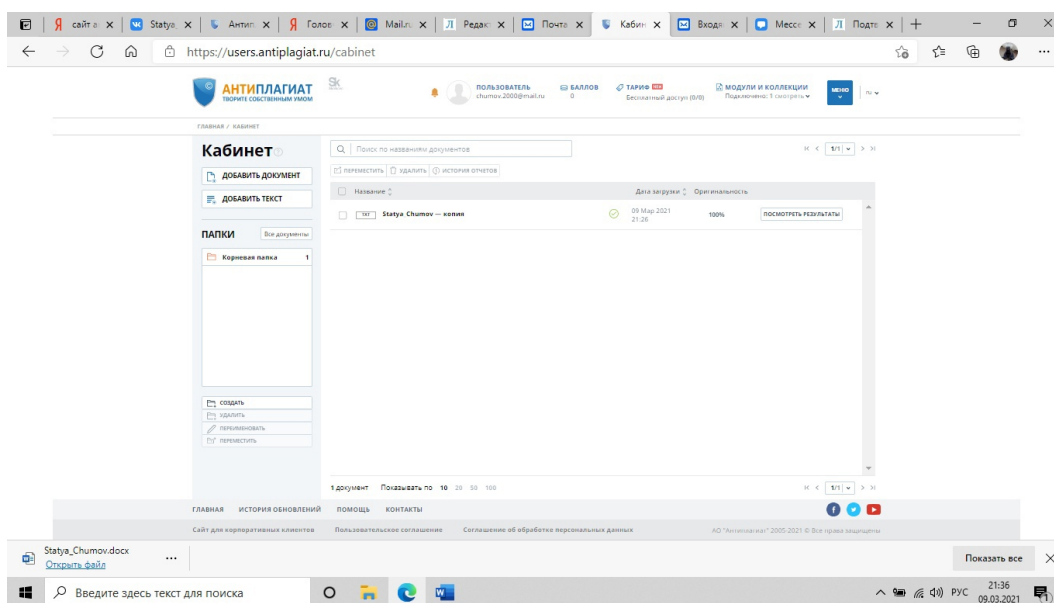 сайт а
Statya_
Антип
Голов
Mail.ru
Редакт
Почта
Кабин
Входя
Мессе
Подтв
https://users.antiplagiat.ru/cabinet
АНТИПЛАГИАТ
ТВОРИТЕ СОБСТВЕННЫМ УМОМ
Sk
ПОЛЬЗОВАТЕЛЬ
chumov.2000@mail.ru
БАЛЛОВ
0
ТАРИФ
Бесплатный доступ (0/0)
МОДУЛИ И КОЛЛЕКЦИИ
Подключено: 1 смотреть
МЕНЮ
ru
ГЛАВНАЯ / КАБИНЕТ
Кабинет
Поиск по названиям документов
1/1
ДОБАВИТЬ ДОКУМЕНТ
ПЕРЕМЕСТИТЬ УДАЛИТЬ ИСТОРИЯ ОТЧЕТОВ
ДОБАВИТЬ ТЕКСТ
Название Дата загрузки Оригинальность
TXT Statya Chumov — копия 09 Мар 2021 21:26 100% ПОСМОТРЕТЬ РЕЗУЛЬТАТЫ
ПАПКИ Все документы
Корневая папка 1
СОЗДАТЬ
УДАЛИТЬ
ПЕРЕИМЕНОВАТЬ
ПЕРЕМЕСТИТЬ
1 документ Показывать по 10 20 50 100 1/1
ГЛАВНАЯ ИСТОРИЯ ОБНОВЛЕНИЙ ПОМОЩЬ КОНТАКТЫ
Сайт для корпоративных клиентов Пользовательское соглашение Соглашение об обработке персональных данных АО "Антиплагиат" 2005-2021 © Все права защищены
Statya_Chumov.docx
Открыть файл
Показать все
Введите здесь текст для поиска
РУС
21:36
09.03.2021